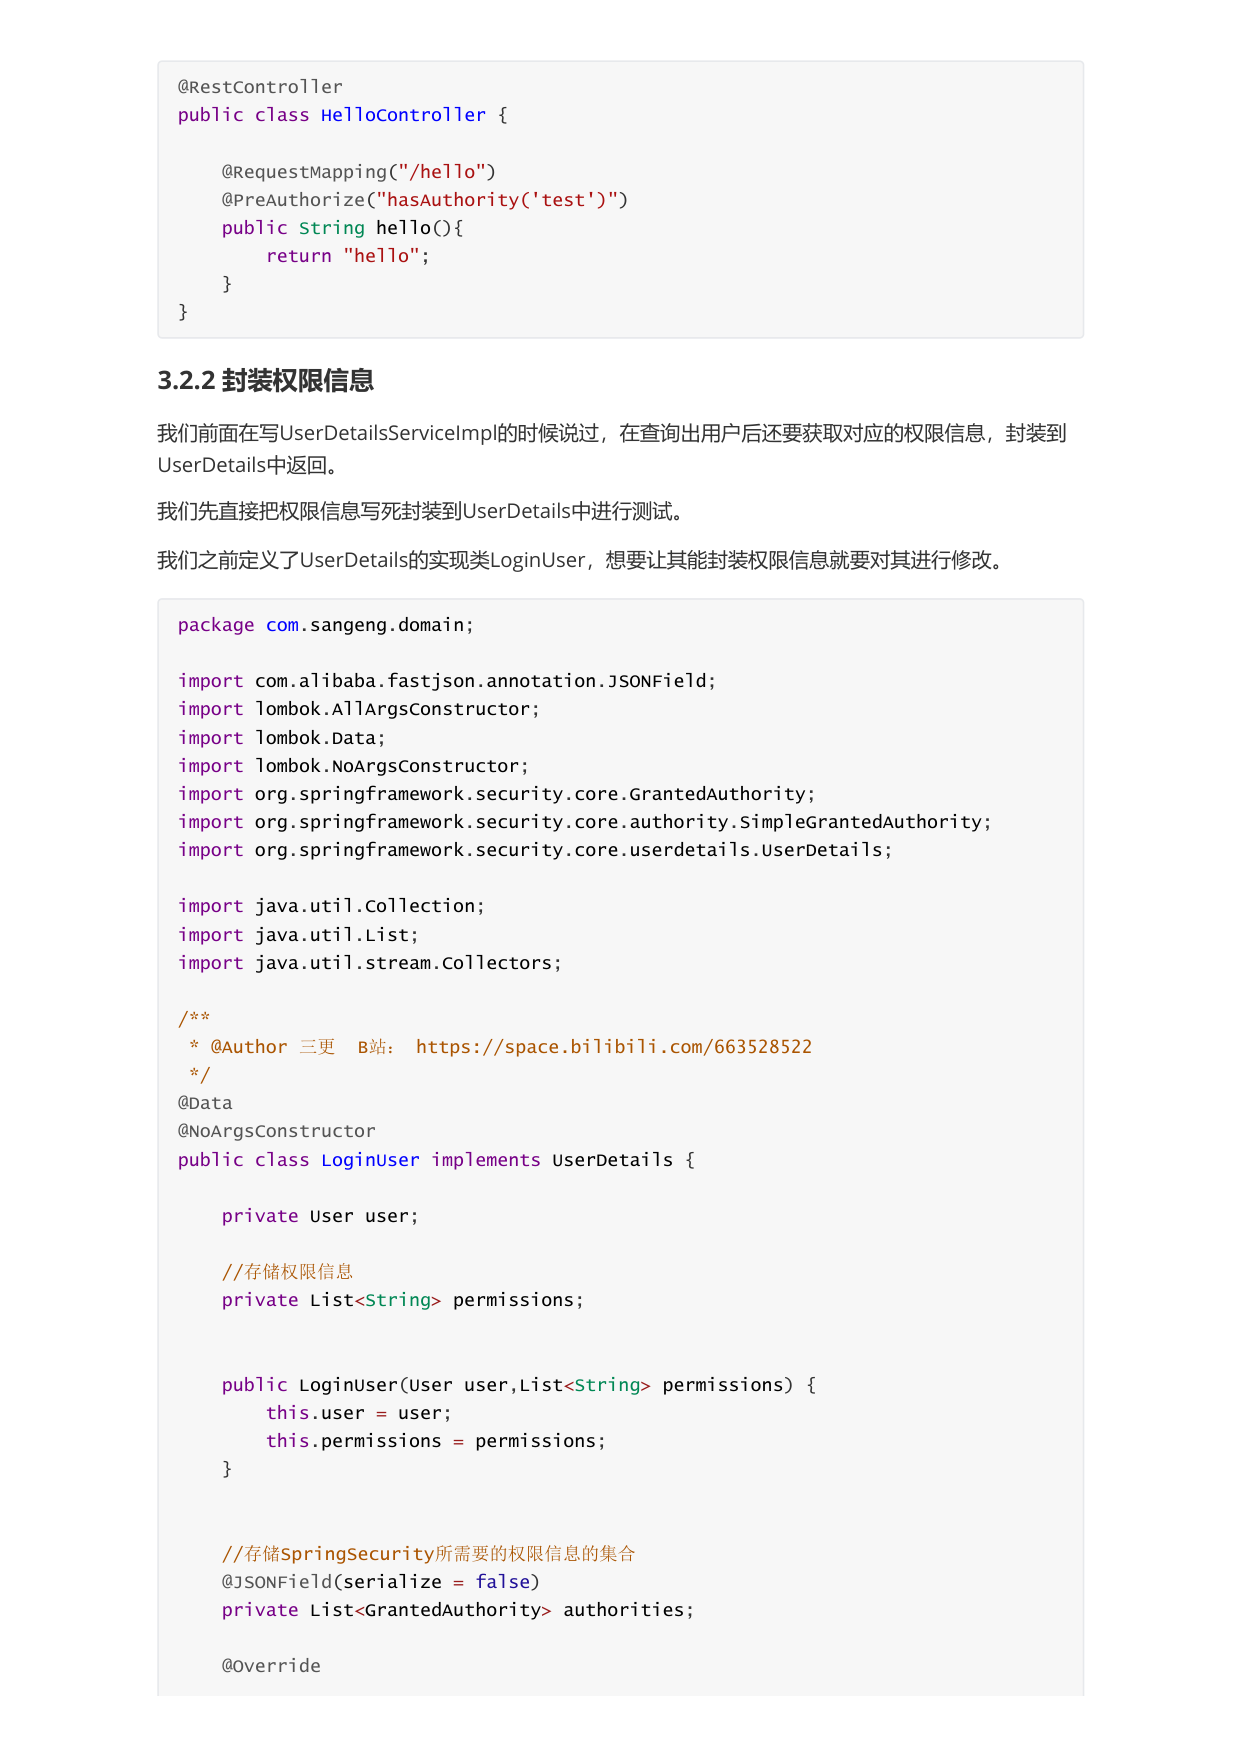 @RestController
public class HelloController {
    @RequestMapping("/hello")
    @PreAuthorize("hasAuthority('test')")
    public String hello(){
        return "hello";
    }
}
3.2.2 封装权限信息
我们前面在写UserDetailsServiceImpl的时候说过，在查询出用户后还要获取对应的权限信息，封装到
UserDetails中返回。
我们先直接把权限信息写死封装到UserDetails中进行测试。
我们之前定义了UserDetails的实现类LoginUser，想要让其能封装权限信息就要对其进行修改。
package com.sangeng.domain;
import com.alibaba.fastjson.annotation.JSONField;
import lombok.AllArgsConstructor;
import lombok.Data;
import lombok.NoArgsConstructor;
import org.springframework.security.core.GrantedAuthority;
import org.springframework.security.core.authority.SimpleGrantedAuthority;
import org.springframework.security.core.userdetails.UserDetails;
import java.util.Collection;
import java.util.List;
import java.util.stream.Collectors;
/**
 * @Author 三更  B站： https://space.bilibili.com/663528522
 */
@Data
@NoArgsConstructor
public class LoginUser implements UserDetails {
    private User user;
    //存储权限信息
    private List<String> permissions;
    public LoginUser(User user,List<String> permissions) {
        this.user = user;
        this.permissions = permissions;
    }
    //存储SpringSecurity所需要的权限信息的集合
    @JSONField(serialize = false)
    private List<GrantedAuthority> authorities;
    @Override